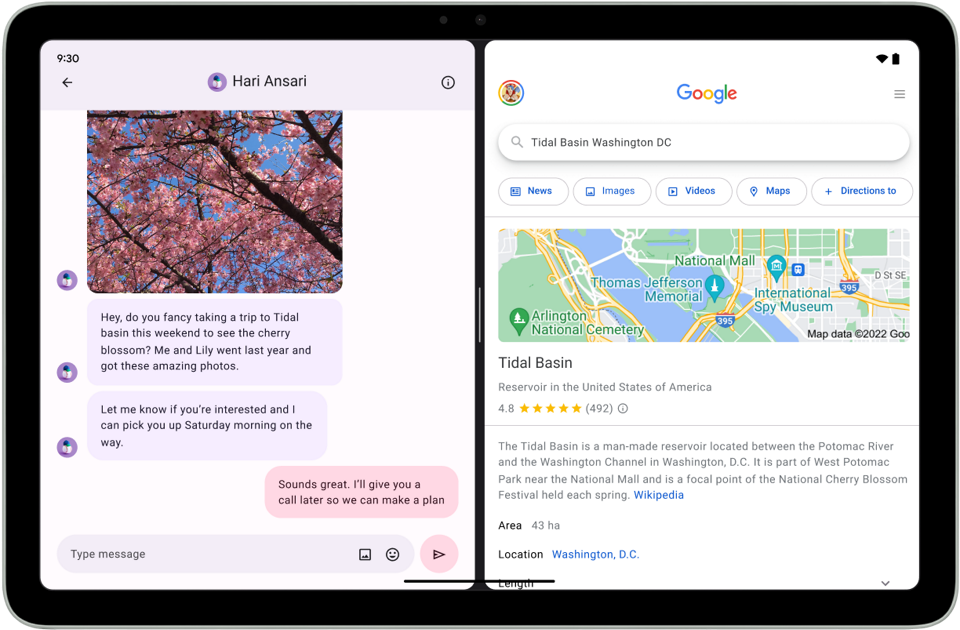 9:30
Hari Ansari
Hey, do you fancy taking a trip to Tidal
basin this weekend to see the cherry
blossom? Me and Lily went last year and
got these amazing photos.
Let me know if you’re interested and I
can pick you up Saturday morning on the
way.
Sounds great. I’ll give you a
call later so we can make a plan
Type message
Google
Tidal Basin Washington DC
News
Images
Videos
Maps
Directions to
National Mall
Thomas Jefferson
Memorial
International
Spy Museum
D St SE
395
395
Arlington
National Cemetery
Map data ©2022 Goo
Tidal Basin
Reservoir in the United States of America
4.8 ★★★★★ (492)
The Tidal Basin is a man-made reservoir located between the Potomac River
and the Washington Channel in Washington, D.C. It is part of West Potomac
Park near the National Mall and is a focal point of the National Cherry Blossom
Festival held each spring. Wikipedia
Area 43 ha
Location Washington, D.C.
Length